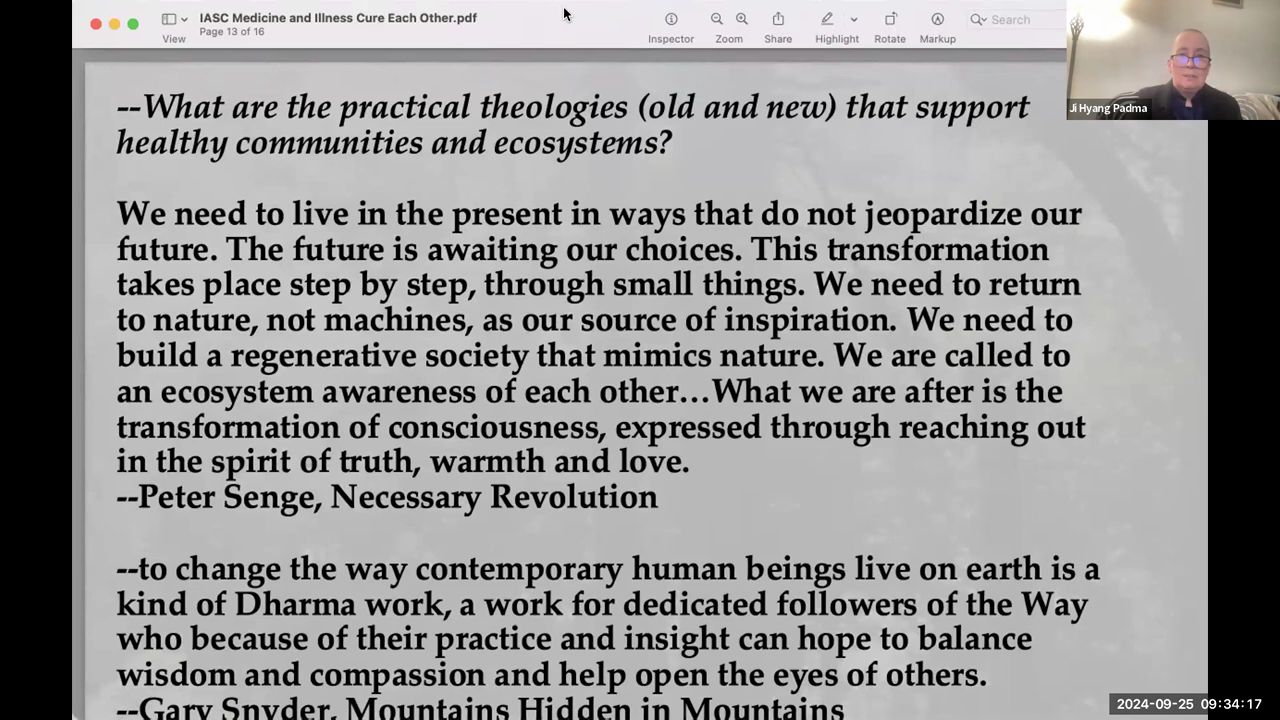 IASC Medicine and Illness Cure Each Other.pdf
Page 13 of 16
View
Inspector
Zoom
Share
Highlight
Rotate
Markup
Search
Ji Hyang Padma
--What are the practical theologies (old and new) that support
healthy communities and ecosystems?
We need to live in the present in ways that do not jeopardize our
future. The future is awaiting our choices. This transformation
takes place step by step, through small things. We need to return
to nature, not machines, as our source of inspiration. We need to
build a regenerative society that mimics nature. We are called to
an ecosystem awareness of each other…What we are after is the
transformation of consciousness, expressed through reaching out
in the spirit of truth, warmth and love.
--Peter Senge, Necessary Revolution
--to change the way contemporary human beings live on earth is a
kind of Dharma work, a work for dedicated followers of the Way
who because of their practice and insight can hope to balance
wisdom and compassion and help open the eyes of others.
--Gary Snyder, Mountains Hidden in Mountains
2024-09-25 09:34:17